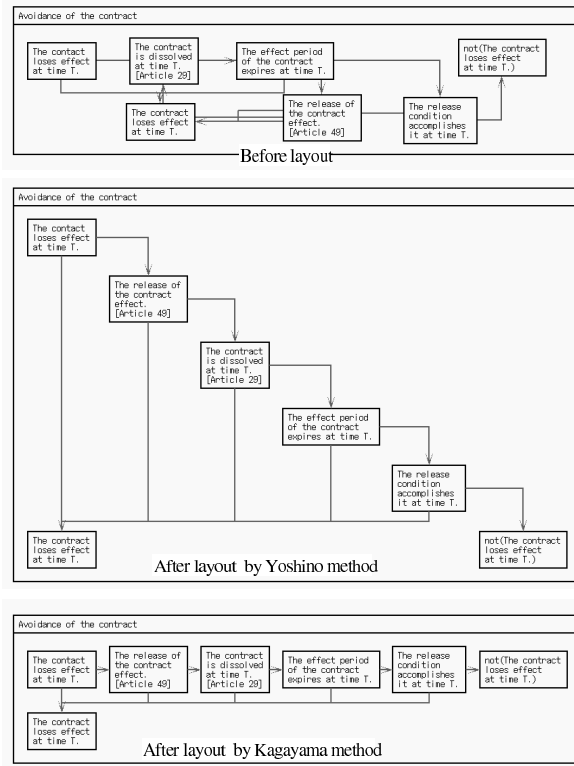 Avoidance of the contract
The contact
loses effect
at time T.
The contract
is dissolved
at time T.
[Article 29]
The effect period
of the contract
expires at time T.
not(The contract
loses effect
at time T.)
The contract
loses effect
at time T.
The release of
the contract
effect.
[Article 49]
The release
condition
accomplishes
it at time T.
Before layout
Avoidance of the contract
The contact
loses effect
at time T.
The release of
the contract
effect.
[Article 49]
The contract
is dissolved
at time T.
[Article 29]
The effect period
of the contract
expires at time T.
The release
condition
accomplishes
it at time T.
The contract
loses effect
at time T.
not(The contract
loses effect
at time T.)
After layout by Yoshino method
Avoidance of the contract
The contact
loses effect
at time T.
The release of
the contract
effect.
[Article 49]
The contract
is dissolved
at time T.
[Article 29]
The effect period
of the contract
expires at time T.
The release
condition
accomplishes
it at time T.
not(The contract
loses effect
at time T.)
The contract
loses effect
at time T.
After layout by Kagayama method